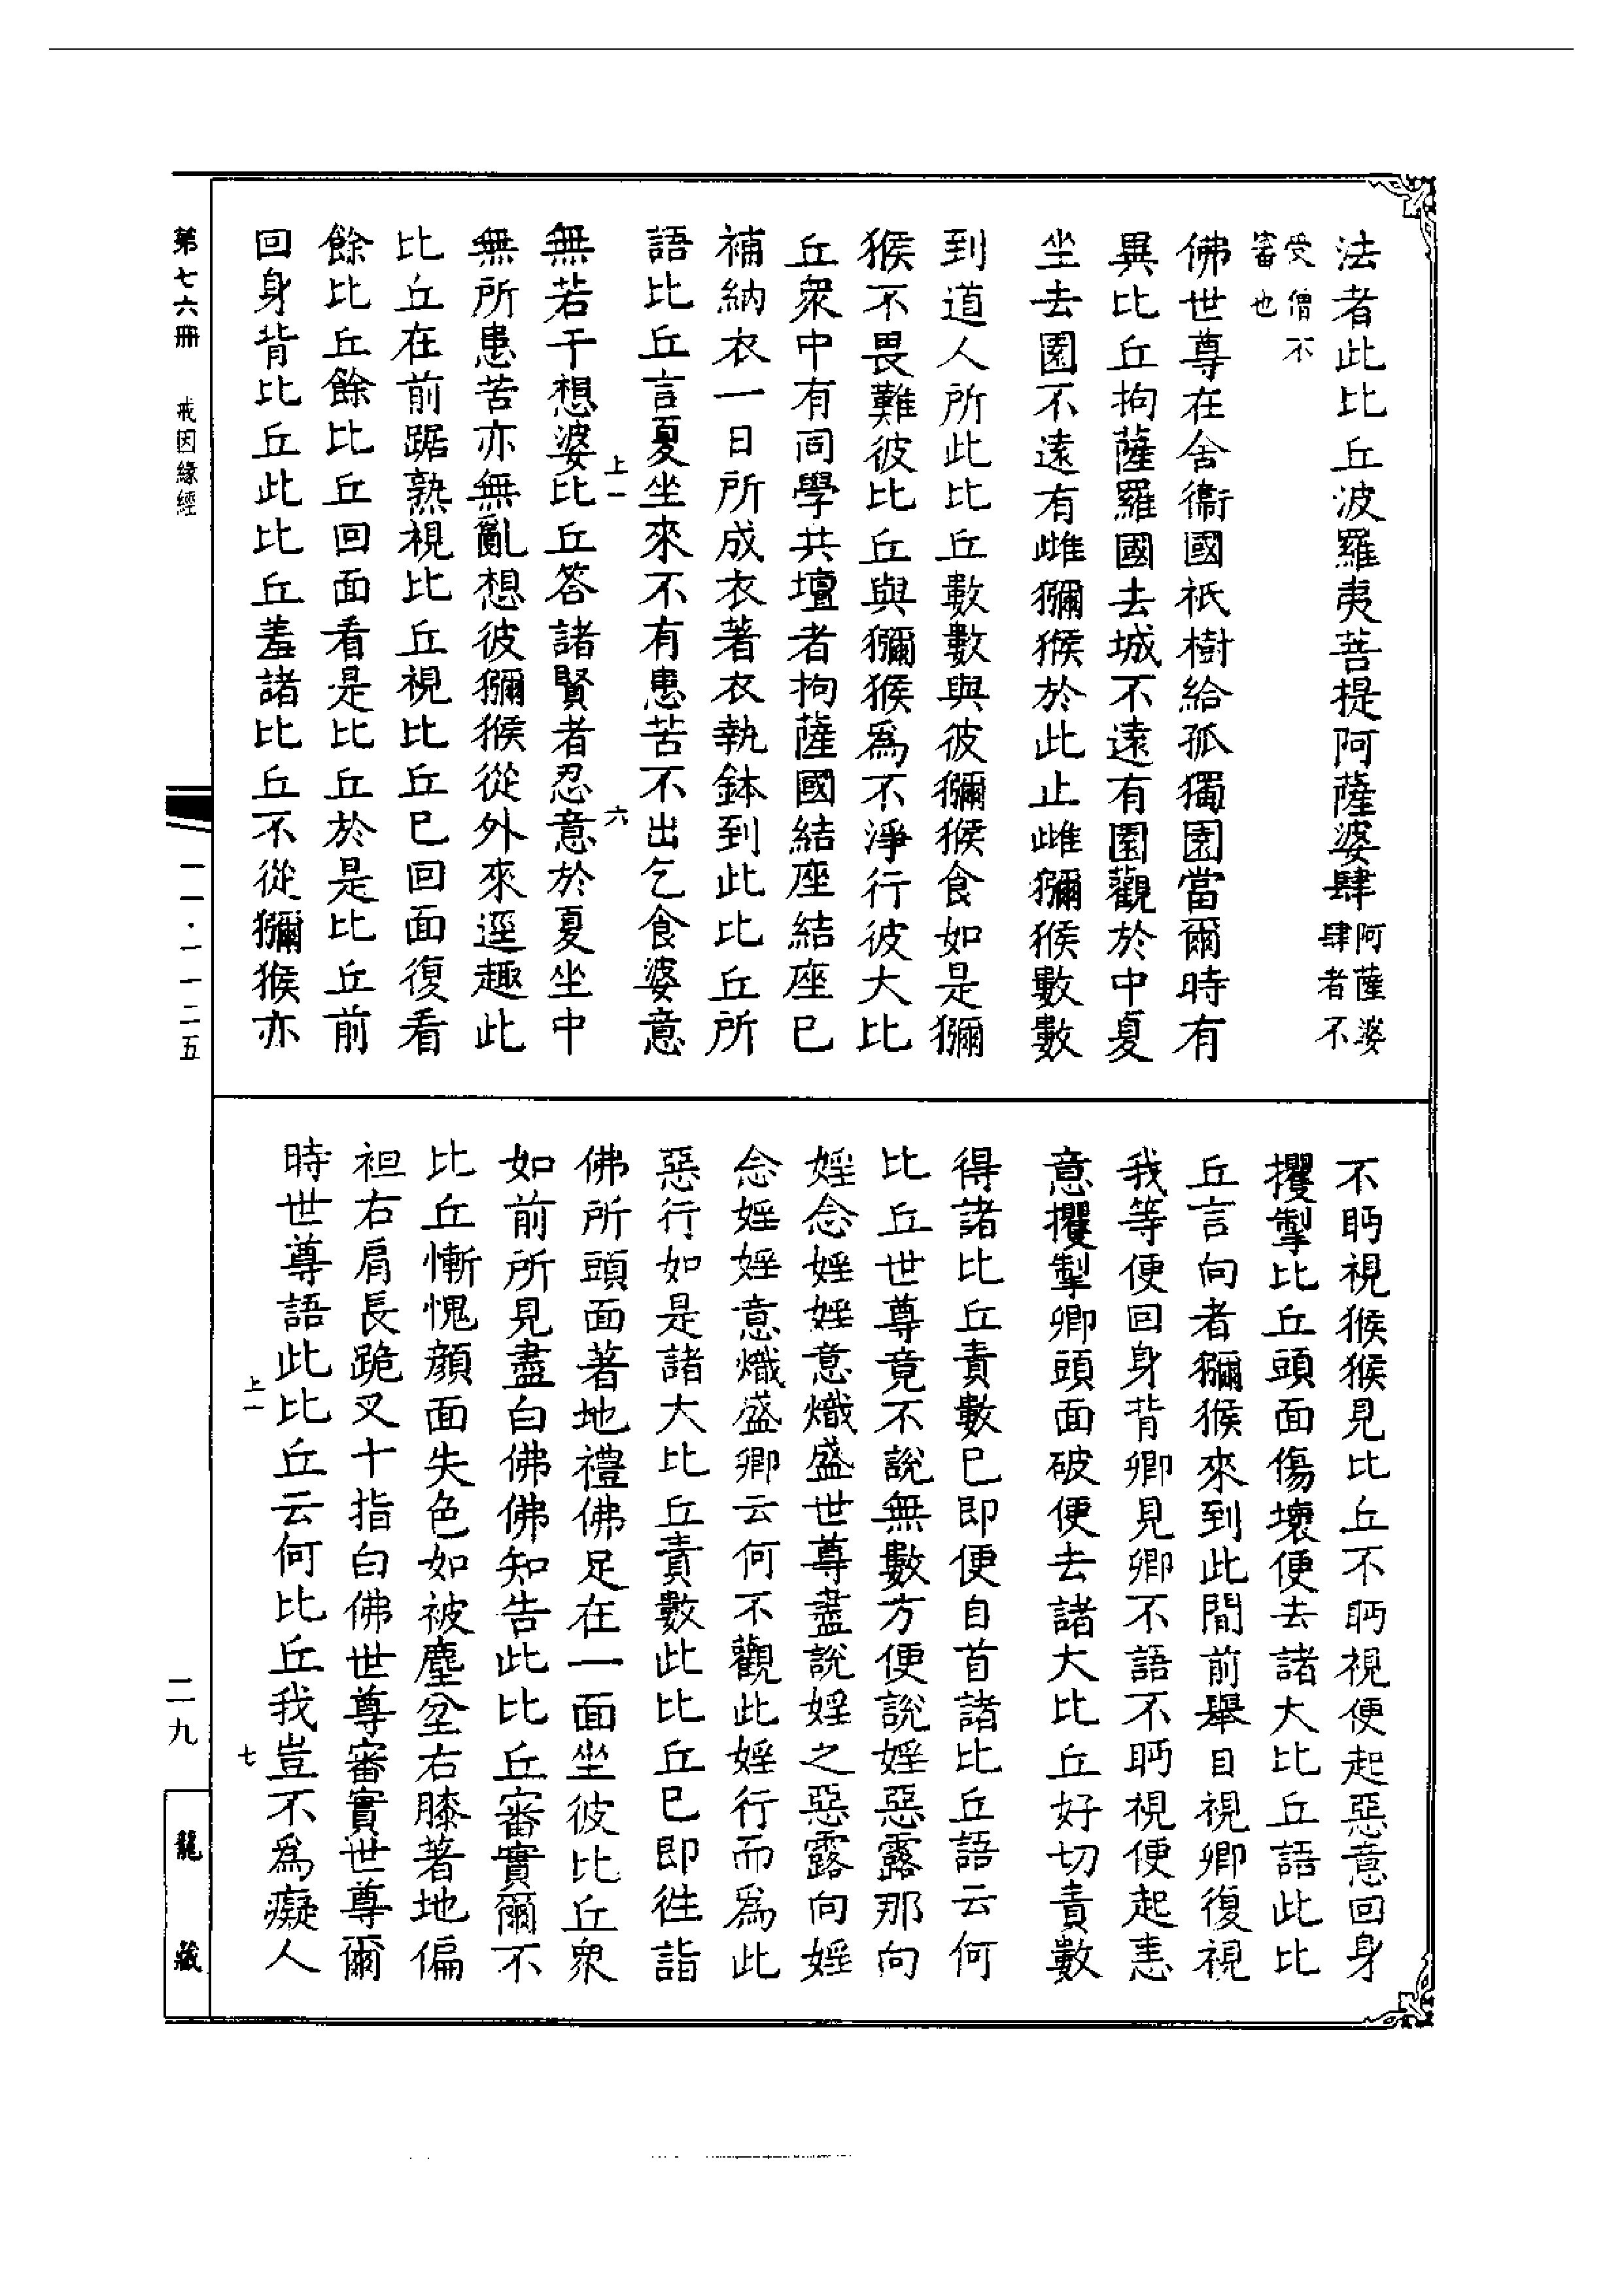 法者此比丘波羅夷菩提阿薩婆肆阿薩婆肆者不
受僧不審也
佛世尊在舍衞國祇樹給孤獨園當爾時有
異比丘拘薩羅國去城不遠有園觀於中夏
坐去園不遠有雌獼猴於此止雌獼猴數數
到道人所此比丘數數與彼獼猴食如是獼
猴不畏難彼比丘與獼猴爲不淨行彼大比
丘衆中有同學共壇者拘薩國結座結座已
補納衣一日所成衣著衣執鉢到此比丘所
語比丘言夏坐來不有患苦不出乞食婆意
上一 六
無若干想婆比丘答諸賢者忍意於夏坐中
無所患苦亦無亂想彼獼猴從外來逕趣此
比丘在前踞熟視比丘視比丘已回面復看
餘比丘餘比丘回面看是比丘於是比丘前
回身背比丘此比丘羞諸比丘不從獼猴亦
不眄視猴猴見比丘不眄視便起惡意回身
攫掣比丘頭面傷壞便去諸大比丘語此比
丘言向者獼猴來到此間前舉目視卿復視
我等便回身背卿見卿不語不眄視便起恚
意攫掣卿頭面破便去諸大比丘好切責數
得諸比丘責數已即便自首諸比丘語云何
比丘世尊竟不說無數方便說婬惡露那向
婬念婬婬意熾盛世尊盡說婬之惡露向婬
念婬婬意熾盛卿云何不觀此婬行而爲此
惡行如是諸大比丘責數此比丘已即往詣
佛所頭面著地禮佛足在一面坐彼比丘衆
如前所見盡白佛佛知告此比丘審實爾不
比丘慚愧顔面失色如被塵坌右膝著地偏
袒右肩長跪叉十指白佛世尊審實世尊爾
時世尊語此比丘云何比丘我豈不爲癡人
上一 七
第七六冊 戒因緣經 一一·一一二五
二九 龍藏